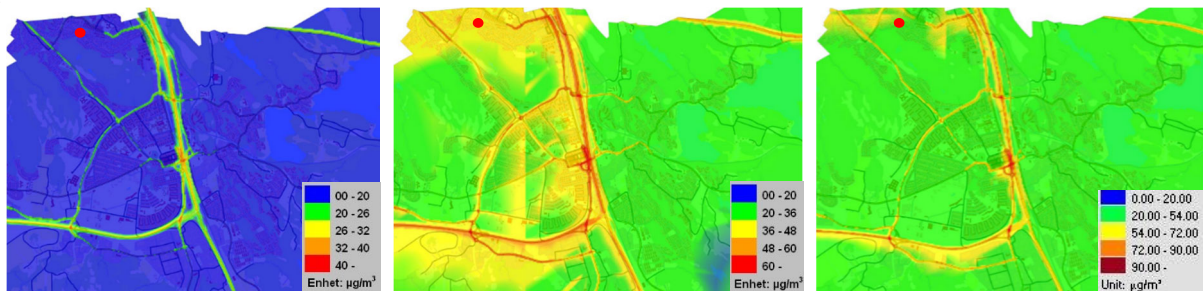 00 - 20
20 - 26
26 - 32
32 - 40
40 -
Enhet: µg/m³
00 - 20
20 - 36
36 - 48
48 - 60
60 -
Enhet: µg/m³
0.00 - 20.00
20.00 - 54.00
54.00 - 72.00
72.00 - 90.00
90.00 -
Unit: µg/m³